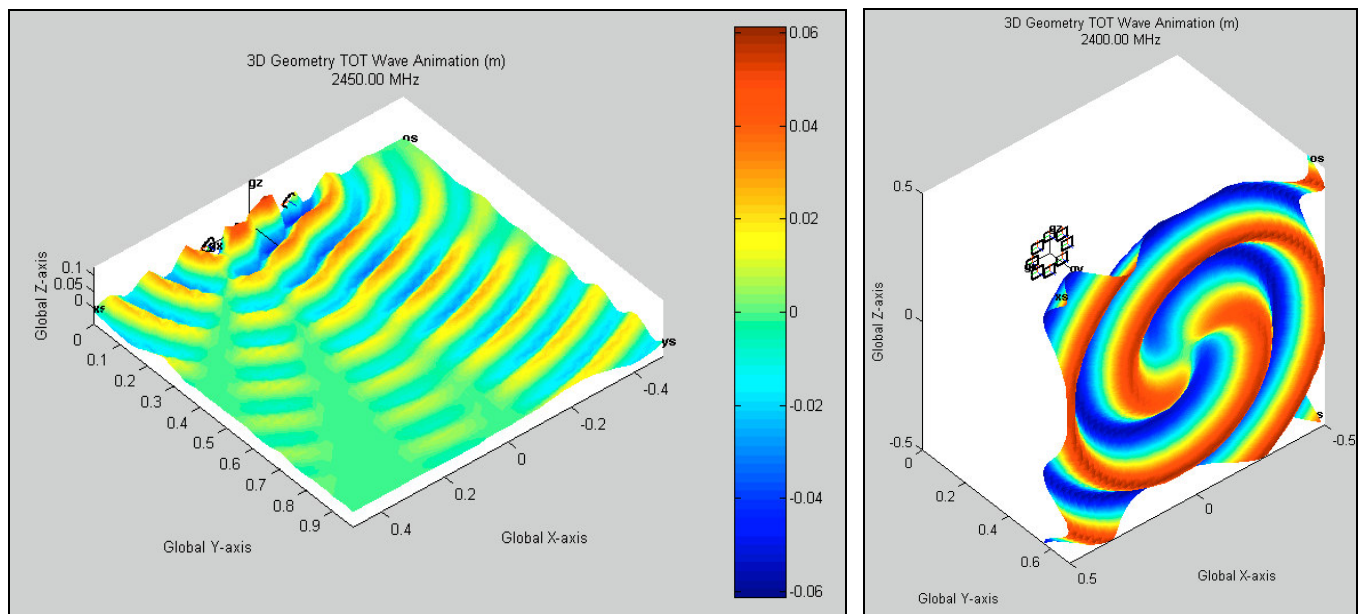 3D Geometry TOT Wave Animation (m)
2450.00 MHz
os
gz
gx
xs
ys
0.1
0.05
0
Global Z-axis
0
0.1
0.2
0.3
0.4
0.5
0.6
0.7
0.8
0.9
Global Y-axis
0.4
0.2
0
-0.2
-0.4
Global X-axis
0.06
0.04
0.02
0
-0.02
-0.04
-0.06
3D Geometry TOT Wave Animation (m)
2400.00 MHz
os
0.5
gz
xs
0
Global Z-axis
-0.5
0
0.2
0.4
0.6
Global Y-axis
0.5
0
-0.5
Global X-axis